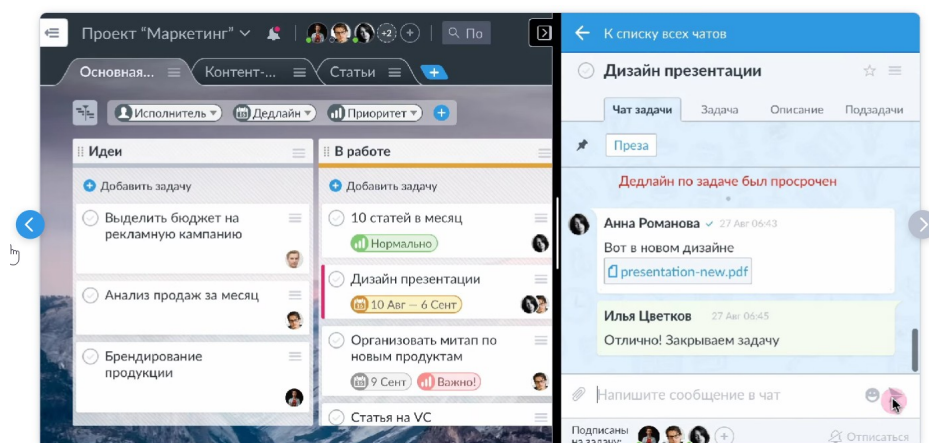 Проект "Маркетинг"
+2
По
Основная...
Контент-...
Статьи
Исполнитель
Дедлайн
Приоритет
Идеи
Добавить задачу
Выделить бюджет на
рекламную кампанию
Анализ продаж за месяц
Брендирование
продукции
В работе
Добавить задачу
10 статей в месяц
Нормально
Дизайн презентации
10 Авг — 6 Сент
Организовать митап по
новым продуктам
9 Сент
Важно!
Статья на VC
К списку всех чатов
Дизайн презентации
Чат задачи
Задача
Описание
Подзадачи
Преза
Дедлайн по задаче был просрочен
Анна Романова 27 Авг 06:43
Вот в новом дизайне
presentation-new.pdf
Илья Цветков 27 Авг 06:45
Отлично! Закрываем задачу
Напишите сообщение в чат
Подписаны
на задачу:
Отписаться